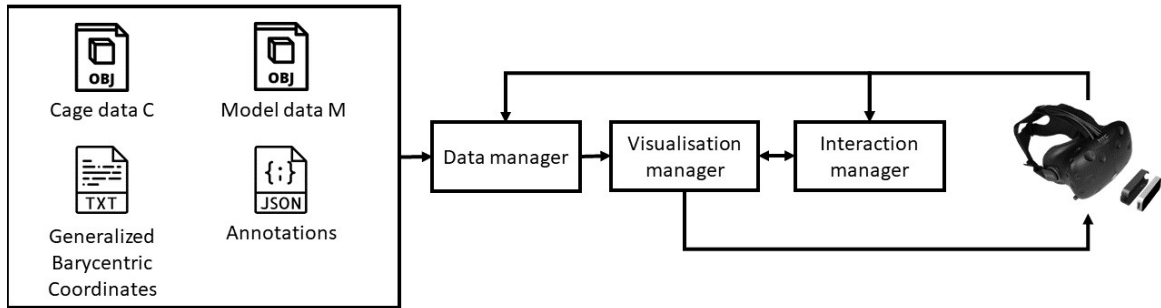 OBJ
OBJ
Cage data C
Model data M
TXT
{;}
JSON
Generalized
Barycentric
Coordinates
Annotations
Data manager
Visualisation
manager
Interaction
manager